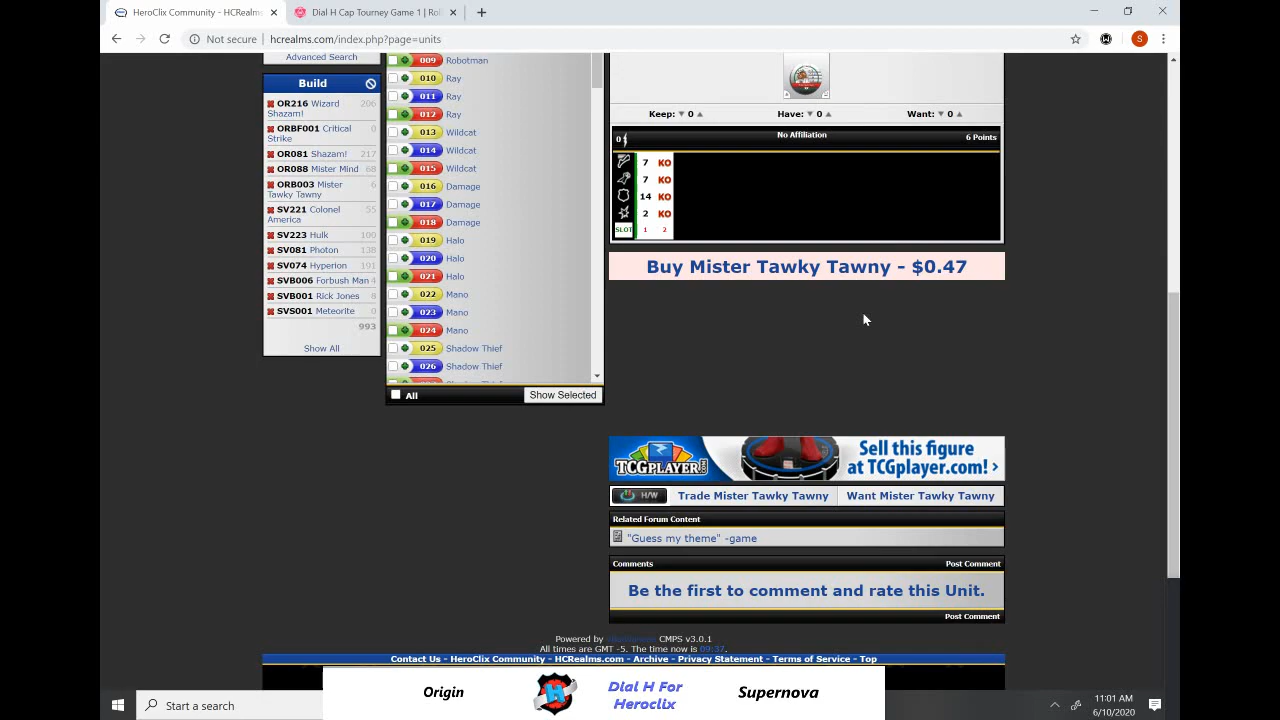 HeroClix Community - HCRealms.com
Dial H Cap Tourney Game 1 | Rol
Not secure | hcrealms.com/index.php?page=units
S
Advanced Search
Build
OR216 Wizard Shazam! 206
ORBF001 Critical Strike 0
OR081 Shazam! 217
OR088 Mister Mind 68
ORB003 Mister Tawky Tawny 6
SV221 Colonel America 55
SV223 Hulk 100
SV081 Photon 138
SV074 Hyperion 191
SVB006 Forbush Man 4
SVB001 Rick Jones 8
SVS001 Meteorite 0
993
Show All
009 Robotman
010 Ray
011 Ray
012 Ray
013 Wildcat
014 Wildcat
015 Wildcat
016 Damage
017 Damage
018 Damage
019 Halo
020 Halo
021 Halo
022 Mano
023 Mano
024 Mano
025 Shadow Thief
026 Shadow Thief
All Show Selected
Keep: 0 Have: 0 Want: 0
0 No Affiliation 6 Points
7 KO
7 KO
14 KO
2 KO
SLOT 1 2
Buy Mister Tawky Tawny - $0.47
TCGPLAYER.COM
Sell this figure
at TCGplayer.com! ›
H/W Trade Mister Tawky Tawny Want Mister Tawky Tawny
Related Forum Content
"Guess my theme" -game
Comments Post Comment
Be the first to comment and rate this Unit.
Post Comment
Powered by CMPS v3.0.1
All times are GMT -5. The time now is 09:37.
Contact Us - HeroClix Community - HCRealms.com - Archive - Privacy Statement - Terms of Service - Top
Origin
H
Dial H For
Heroclix
Supernova
Search
Type here to search
11:01 AM
6/10/2020